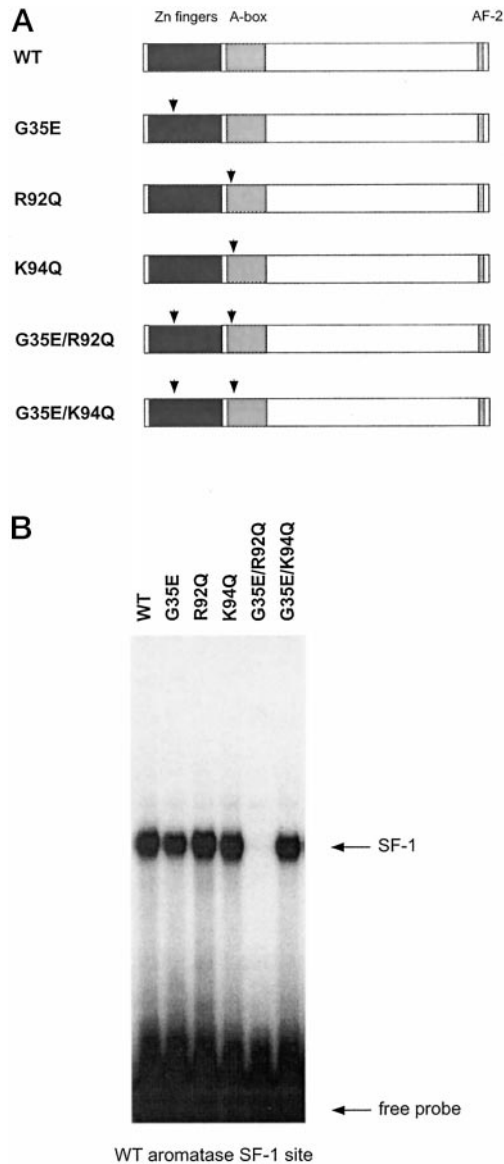 A
Zn fingers A-box AF-2
WT
G35E
R92Q
K94Q
G35E/R92Q
G35E/K94Q
B
WT G35E R92Q K94Q G35E/R92Q G35E/K94Q
SF-1
free probe
WT aromatase SF-1 site